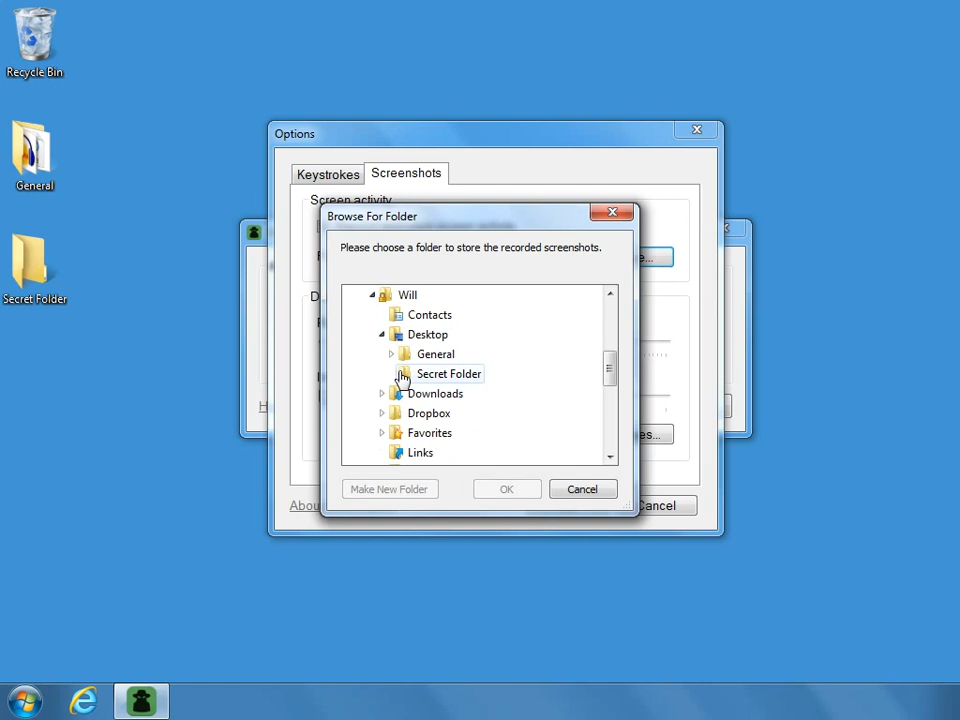 Recycle Bin
General
Secret Folder
Options
Keystrokes
Screenshots
Screen activity
Browse For Folder
Please choose a folder to store the recorded screenshots.
Will
Contacts
Desktop
General
Secret Folder
Downloads
Dropbox
Favorites
Links
Make New Folder
OK
Cancel
Cancel